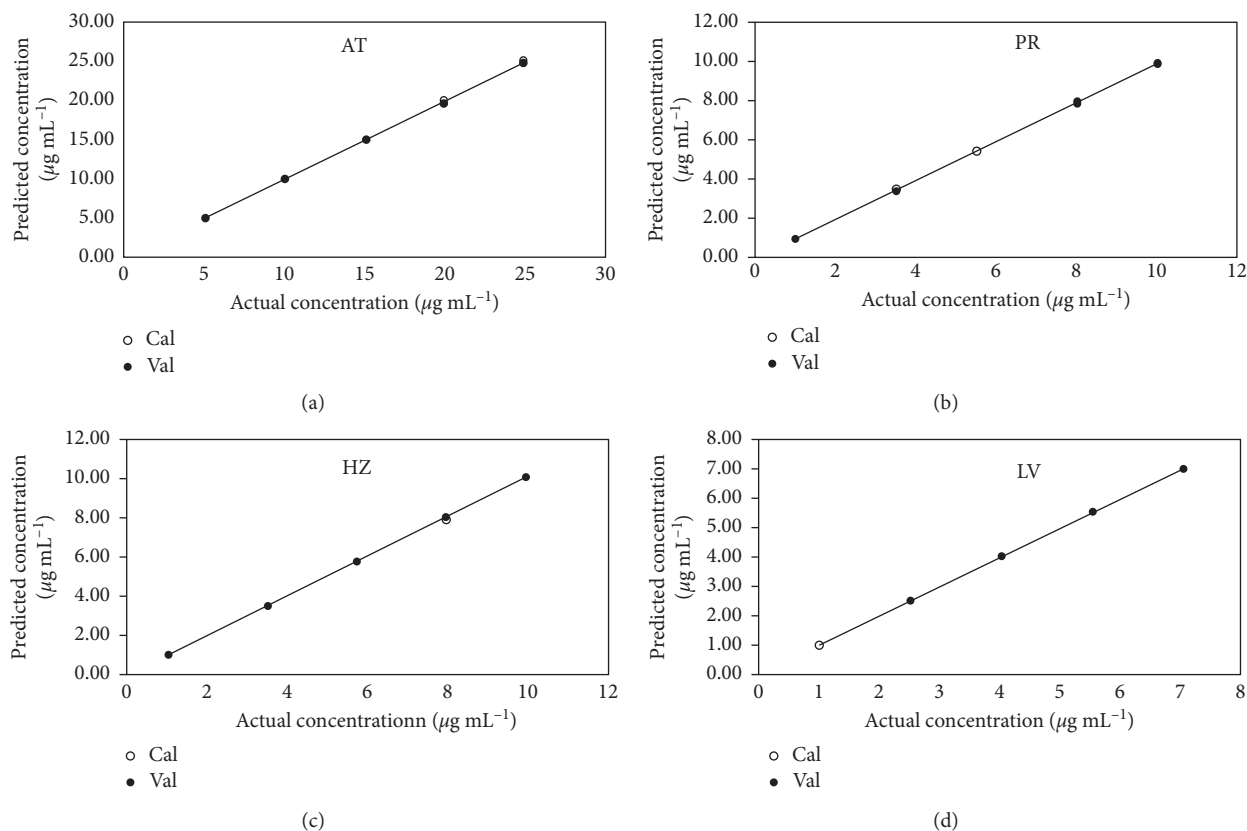 30.00
25.00
20.00
15.00
10.00
5.00
0.00
Predicted concentration
(µg mL⁻¹)
AT
0 5 10 15 20 25 30
Actual concentration (µg mL⁻¹)
Cal
Val
(a)
12.00
10.00
8.00
6.00
4.00
2.00
0.00
Predicted concentration
(µg mL⁻¹)
PR
0 2 4 6 8 10 12
Actual concentration (µg mL⁻¹)
Cal
Val
(b)
12.00
10.00
8.00
6.00
4.00
2.00
0.00
Predicted concentration
(µg mL⁻¹)
HZ
0 2 4 6 8 10 12
Actual concentrationn (µg mL⁻¹)
Cal
Val
(c)
8.00
7.00
6.00
5.00
4.00
3.00
2.00
1.00
0.00
Predicted concentration
(µg mL⁻¹)
LV
0 1 2 3 4 5 6 7 8
Actual concentration (µg mL⁻¹)
Cal
Val
(d)